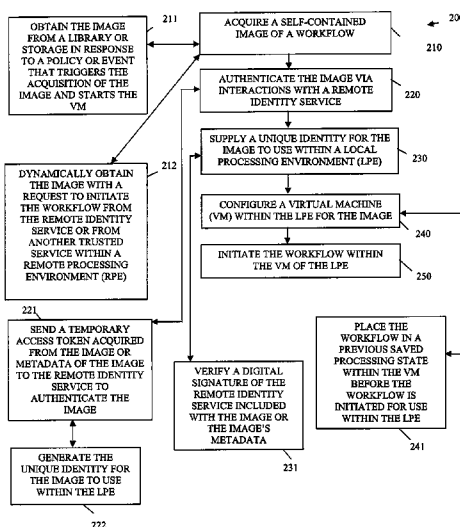 211
OBTAIN THE IMAGE
FROM A LIBRARY OR
STORAGE IN RESPONSE
TO A POLICY OR EVENT
THAT TRIGGERS THE
ACQUISITION OF THE
IMAGE AND STARTS THE
VM
ACQUIRE A SELF-CONTAINED
IMAGE OF A WORKFLOW
200
210
AUTHENTICATE THE IMAGE VIA
INTERACTIONS WITH A REMOTE
IDENTITY SERVICE
220
SUPPLY A UNIQUE IDENTITY FOR THE
IMAGE TO USE WITHIN A LOCAL
PROCESSING ENVIRONMENT (LPE)
230
212
DYNAMICALLY OBTAIN
THE IMAGE WITH A
REQUEST TO INITIATE
THE WORKFLOW FROM
THE REMOTE IDENTITY
SERVICE OR FROM
ANOTHER TRUSTED
SERVICE WITHIN A
REMOTE PROCESSING
ENVIRONMENT (RPE)
CONFIGURE A VIRTUAL MACHINE
(VM) WITHIN THE LPE FOR THE IMAGE
240
INITIATE THE WORKFLOW WITHIN
THE VM OF THE LPE
250
221
SEND A TEMPORARY
ACCESS TOKEN ACQUIRED
FROM THE IMAGE OR
METADATA OF THE IMAGE
TO THE REMOTE IDENTITY
SERVICE TO
AUTHENTICATE THE
IMAGE
VERIFY A DIGITAL
SIGNATURE OF THE
REMOTE IDENTITY
SERVICE INCLUDED
WITH THE IMAGE OR
THE IMAGE'S
METADATA
231
PLACE THE
WORKFLOW IN A
PREVIOUS SAVED
PROCESSING STATE
WITHIN THE VM
BEFORE THE
WORKFLOW IS
INITIATED FOR USE
WITHIN THE LPE
241
GENERATE THE
UNIQUE IDENTITY FOR
THE IMAGE TO USE
WITHIN THE LPE
222